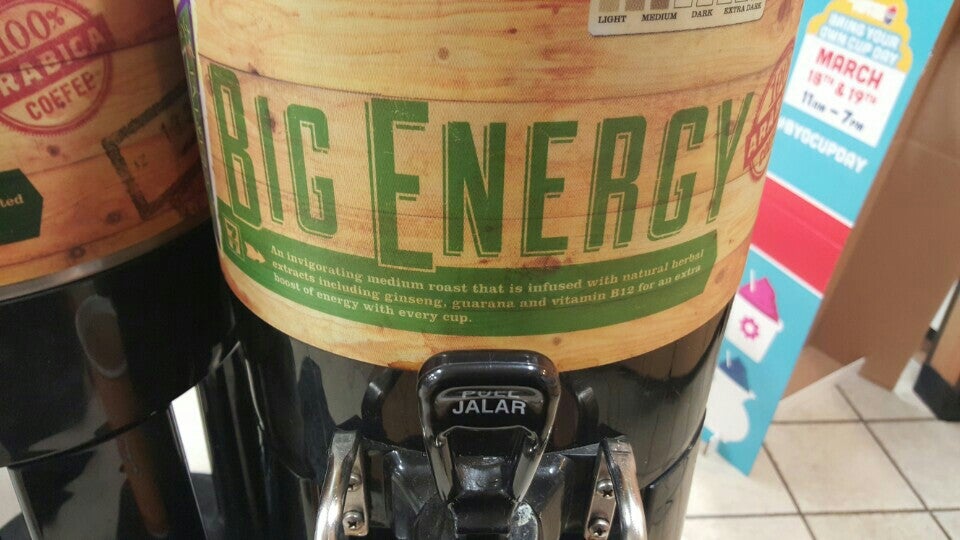 100%
ARABICA
COFFEE
LIGHT MEDIUM DARK EXTRA DARK
BIG ENERGY
An invigorating medium roast that is infused with natural herbal
extracts including ginseng, guarana and vitamin B12 for an extra
boost of energy with every cup.
PULL
JALAR
BRING YOUR
OWN CUP DAY
MARCH
18TH & 19TH
11AM - 7PM
#BYOCUPDAY